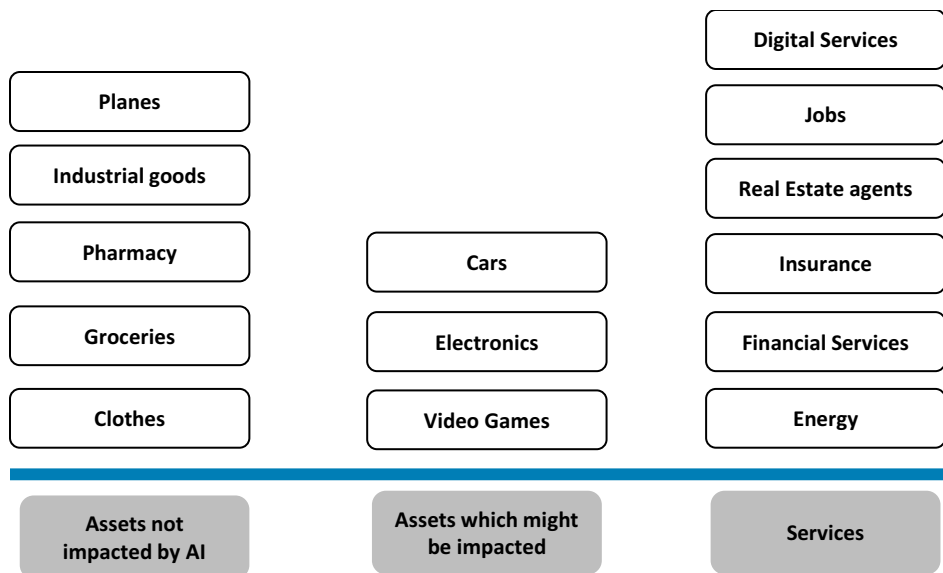 Planes
Industrial goods
Pharmacy
Groceries
Clothes
Cars
Electronics
Video Games
Digital Services
Jobs
Real Estate agents
Insurance
Financial Services
Energy
Assets not
impacted by AI
Assets which might
be impacted
Services